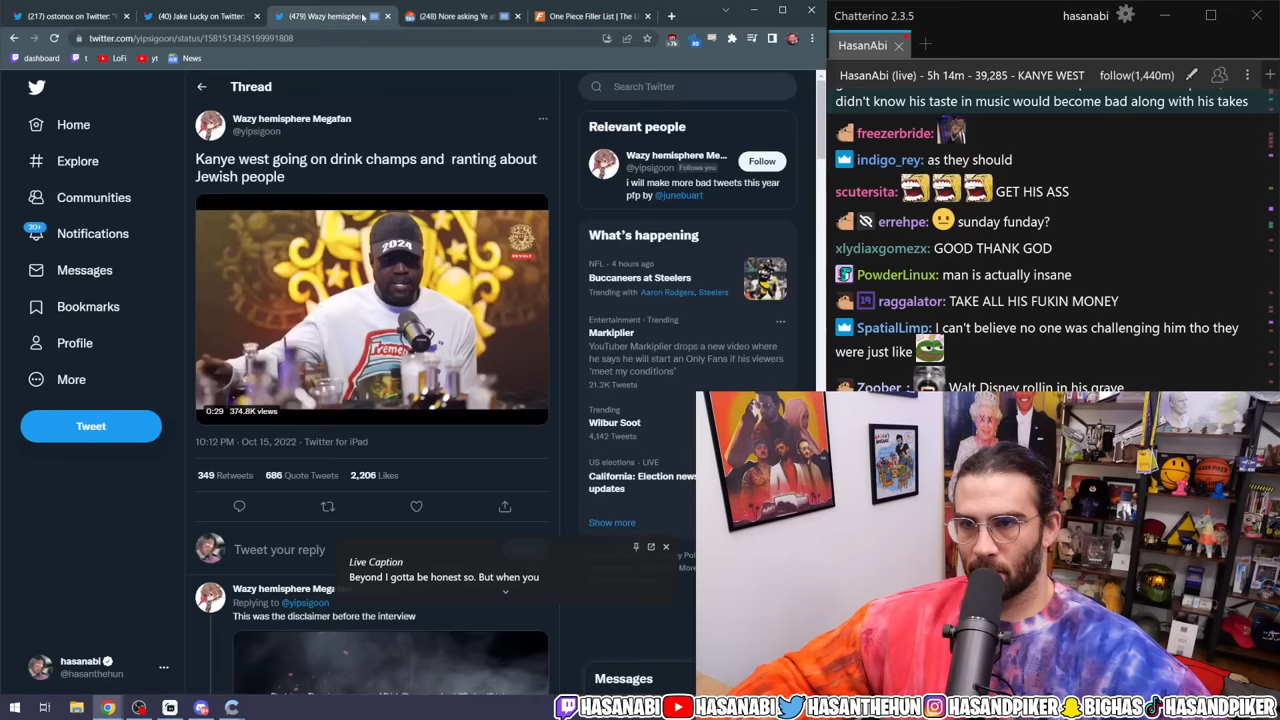 (217) ostonox on Twitter: "
(40) Jake Lucky on Twitter:
(479) Wazy hemisphe
(248) Nore asking Ye a
One Piece Filler List | The U
twitter.com/yipsigoon/status/1581513435199991808
dashboard
t
LoFi
yt
News
Home
Explore
Communities
20+
Notifications
Messages
Bookmarks
Profile
More
Tweet
hasanabi
@hasanthehun
Thread
Wazy hemisphere Megafan
@yipsigoon
Kanye west going on drink champs and ranting about
Jewish people
2024
REVOLT
0:29 374.8K views
10:12 PM · Oct 15, 2022 · Twitter for iPad
349 Retweets 686 Quote Tweets 2,206 Likes
Tweet your reply
Live Caption
Beyond I gotta be honest so. But when you
Wazy hemisphere Megafan
Replying to @yipsigoon
This was the disclaimer before the interview
Search Twitter
Relevant people
Wazy hemisphere Me...
@yipsigoon Follows you
Follow
i will make more bad tweets this year
pfp by @junebuart
What's happening
NFL · 4 hours ago
Buccaneers at Steelers
Trending with Aaron Rodgers, Steelers
Entertainment · Trending
Markiplier
YouTuber Markiplier drops a new video where
he says he will start an Only Fans if his viewers
'meet my conditions'
21.2K Tweets
Trending
Wilbur Soot
4,142 Tweets
US elections · LIVE
California: Election news
updates
Show more
Messages
Chatterino 2.3.5
hasanabi
HasanAbi
HasanAbi (live) - 5h 14m - 39,285 - KANYE WEST
follow(1,440m)
didn't know his taste in music would become bad along with his takes
freezerbride:
indigo_rey: as they should
scutersita: GET HIS ASS
errehpe: sunday funday?
xlydiaxgomezx: GOOD THANK GOD
PowderLinux: man is actually insane
raggalator: TAKE ALL HIS FUKIN MONEY
SpatialLimp: I can't believe no one was challenging him tho they
were just like
Zoober_: Walt Disney rollin in his grave
HASANABI HASANABI HASANTHEHUN HASANDPIKER BIGHAS HASANDPIKER